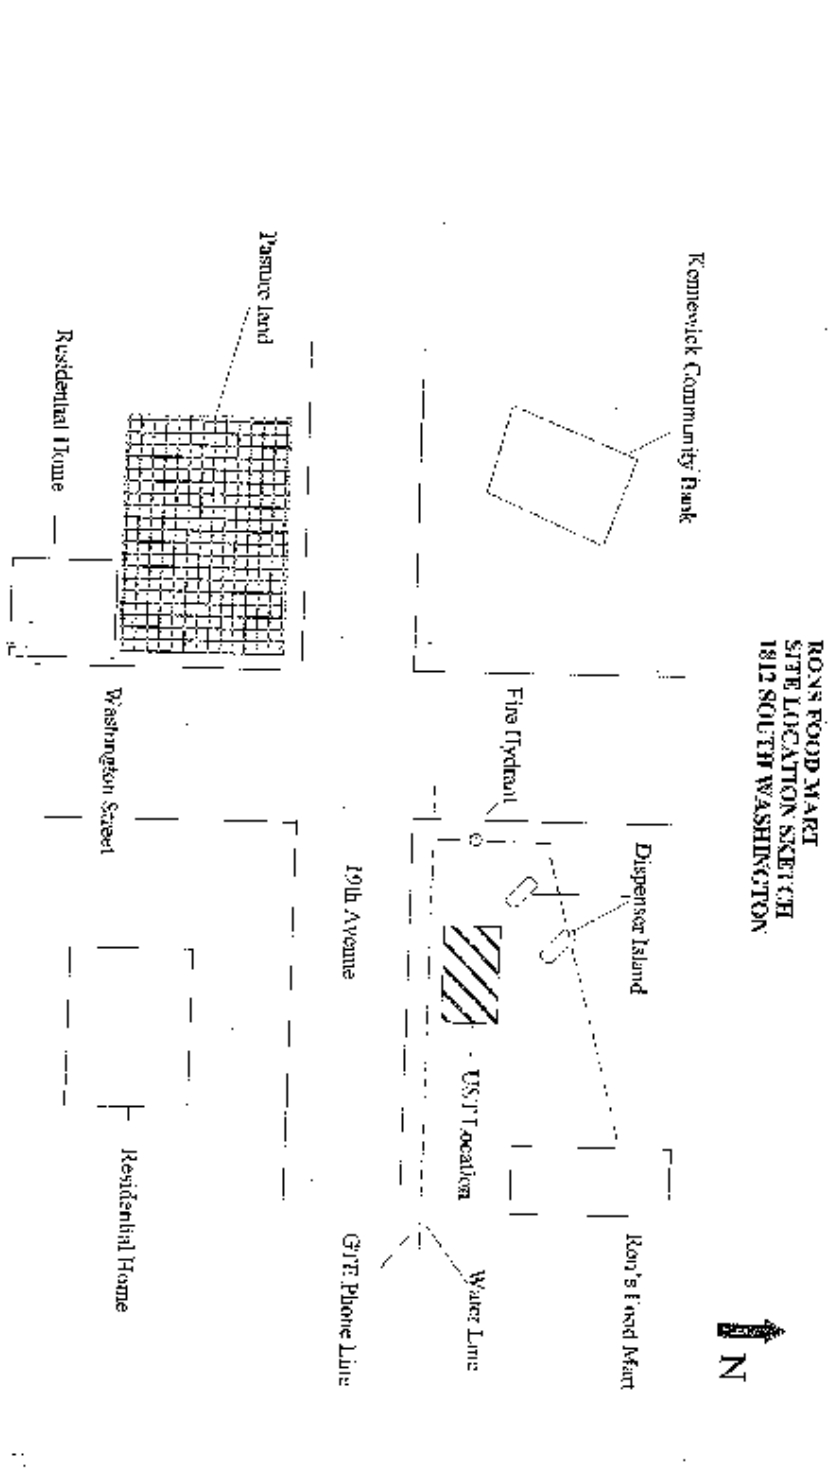 RONS FOOD MART
SITE LOCATION SKETCH
1812 SOUTH WASHINGTON
Kennewick Community Bank
Pasture land
Residential Home
Fire Hydrant
Washington Street
Dispenser Island
19th Avenue
UST Location
Ron's Food Mart
Water Line
GTE Phone Line
Residential Home
N